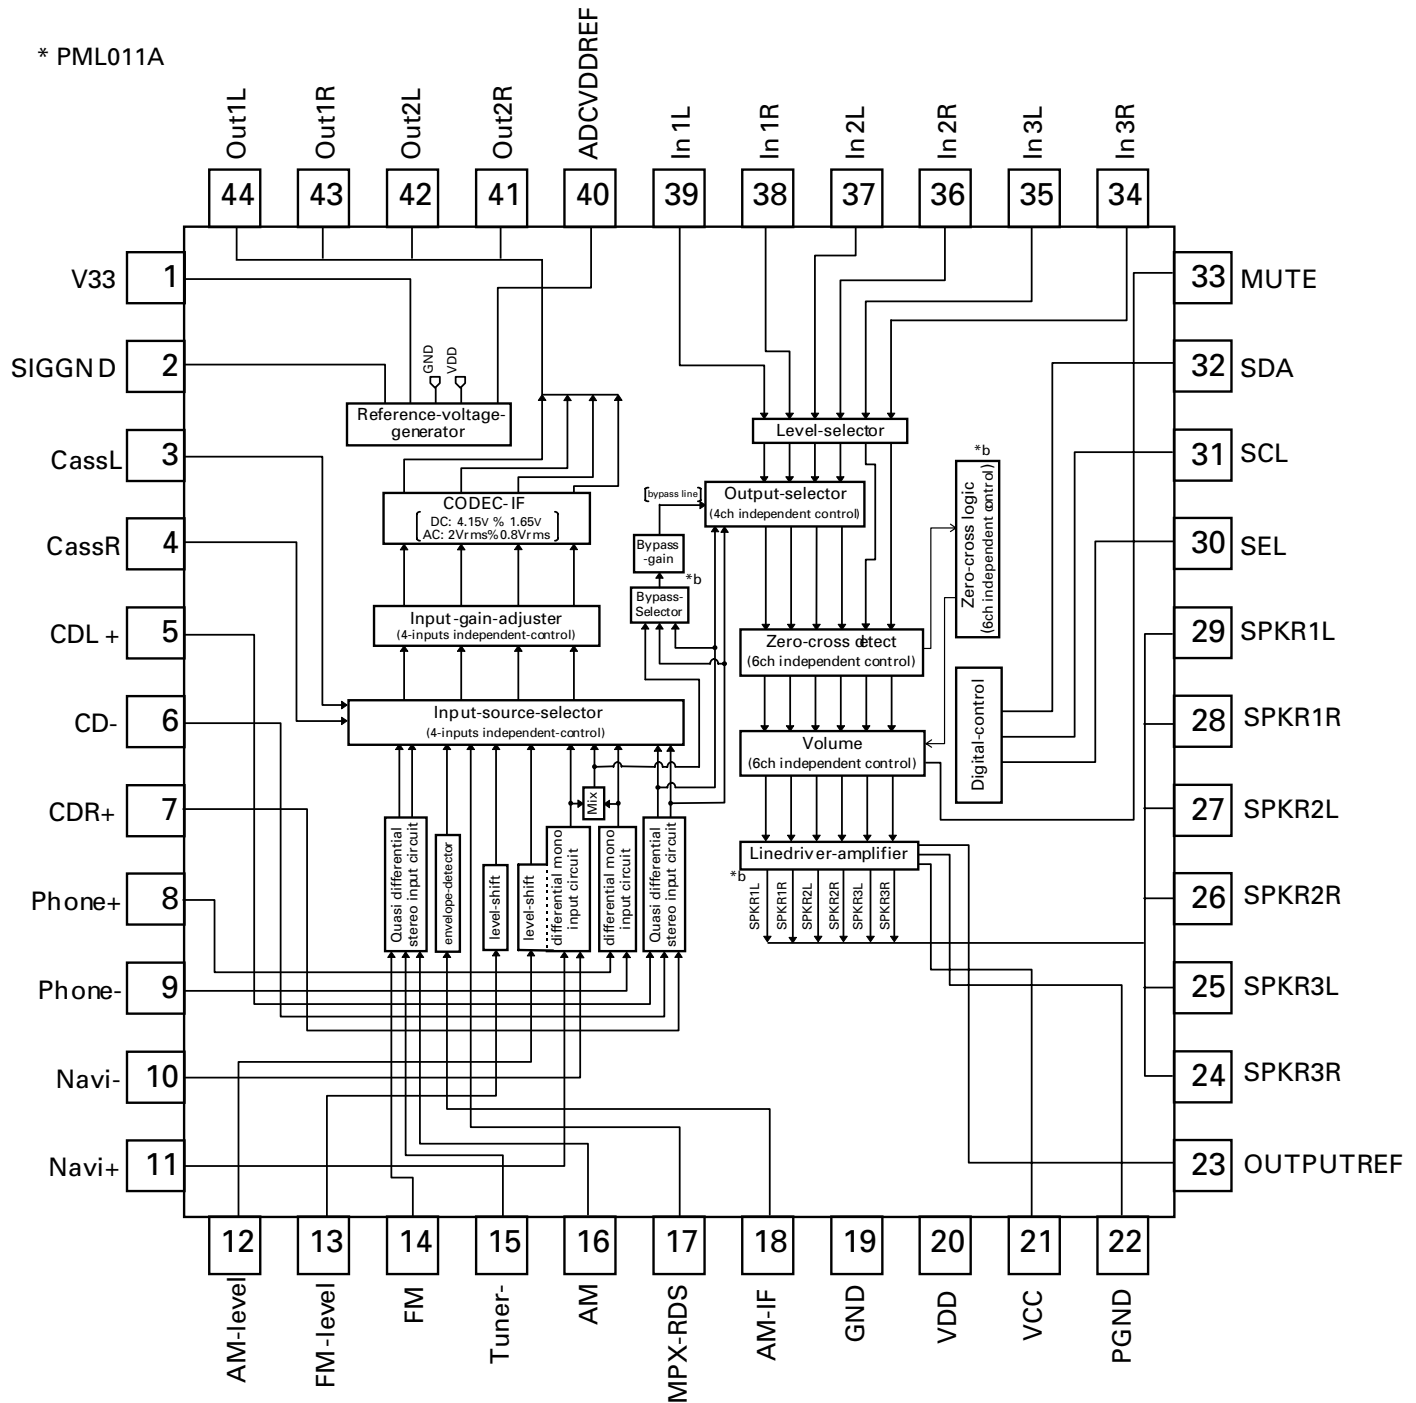 * PML011A
Out1L
Out1R
Out2L
Out2R
ADCVDDREF
In 1L
In 1R
In 2L
In 2R
In 3L
In 3R
44
43
42
41
40
39
38
37
36
35
34
V33
1
SIGGND
2
CassL
3
CassR
4
CDL +
5
CD-
6
CDR+
7
Phone+
8
Phone-
9
Navi-
10
Navi+
11
33
MUTE
32
SDA
31
SCL
30
SEL
29
SPKR1L
28
SPKR1R
27
SPKR2L
26
SPKR2R
25
SPKR3L
24
SPKR3R
23
OUTPUTREF
GND
VDD
Reference-voltage-
generator
CODEC-IF
DC: 4.15v % 1.65v
AC: 2Vrms%0.8Vrms
Input-gain-adjuster
(4-inputs independent-control)
Input-source-selector
(4-inputs independent-control)
[bypass line]
Bypass
-gain
*b
Bypass-
Selector
Level-selector
Output-selector
(4ch independent control)
*b
Zero-cross logic
(6ch independent control)
Zero-cross detect
(6ch independent control)
Volume
(6ch independent control)
Digital-control
Linedriver-amplifier
*b
SPKR1L
SPKR1R
SPKR2L
SPKR2R
SPKR3L
SPKR3R
Mix
Quasi differential
stereo input circuit
envelope-detector
level-shift
level-shift
differential mono
input circuit
differential mono
input circuit
Quasi differential
stereo input circuit
12
13
14
15
16
17
18
19
20
21
22
AM-level
FM-level
FM
Tuner-
AM
MPX-RDS
AM-IF
GND
VDD
VCC
PGND